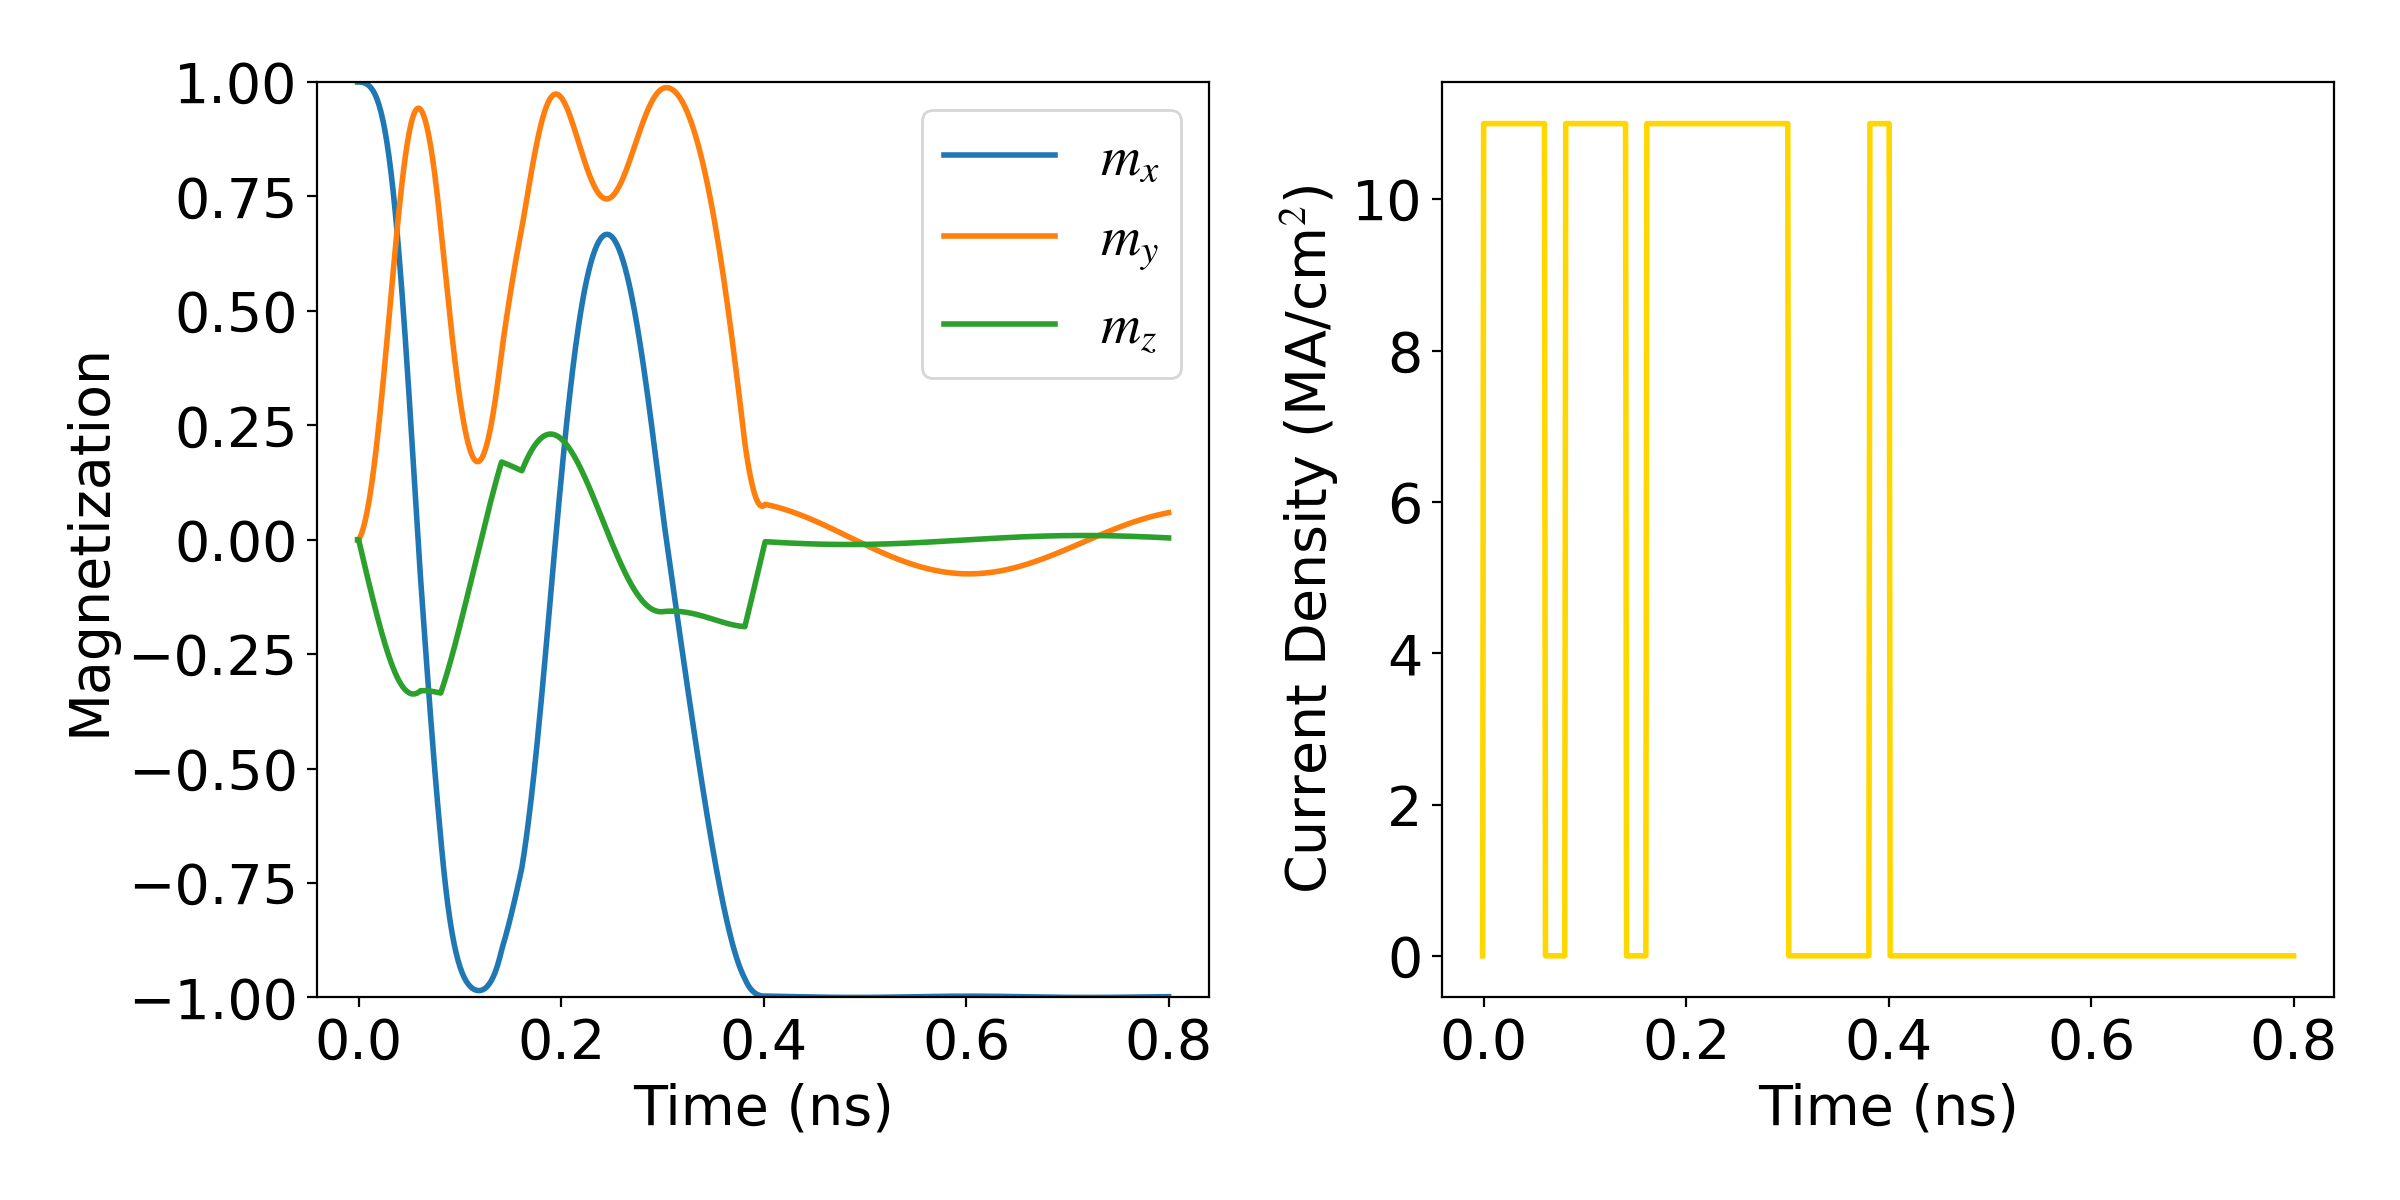 Magnetization
1.00
0.75
0.50
0.25
0.00
−0.25
−0.50
−0.75
−1.00
0.0 0.2 0.4 0.6 0.8
Time (ns)
m_x
m_y
m_z
Current Density (MA/cm²)
10
8
6
4
2
0
0.0 0.2 0.4 0.6 0.8
Time (ns)